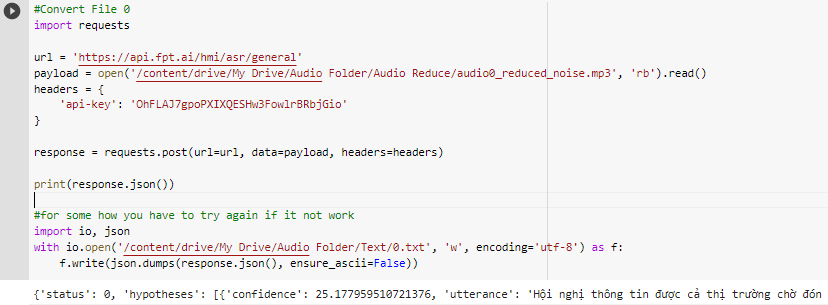 #Convert File 0
import requests
url = 'https://api.fpt.ai/hmi/asr/general'
payload = open('/content/drive/My Drive/Audio Folder/Audio Reduce/audio0_reduced_noise.mp3', 'rb').read()
headers = {
'api-key': 'OhFLAJ7gpoPXIXQESHw3FowlrBRbjGio'
}
response = requests.post(url=url, data=payload, headers=headers)
print(response.json())
#for some how you have to try again if it not work
import io, json
with io.open('/content/drive/My Drive/Audio Folder/Text/0.txt', 'w', encoding='utf-8') as f:
f.write(json.dumps(response.json(), ensure_ascii=False))
{'status': 0, 'hypotheses': [{'confidence': 25.177959510721376, 'utterance': 'Hội nghị thông tin được cả thị trường chờ đón